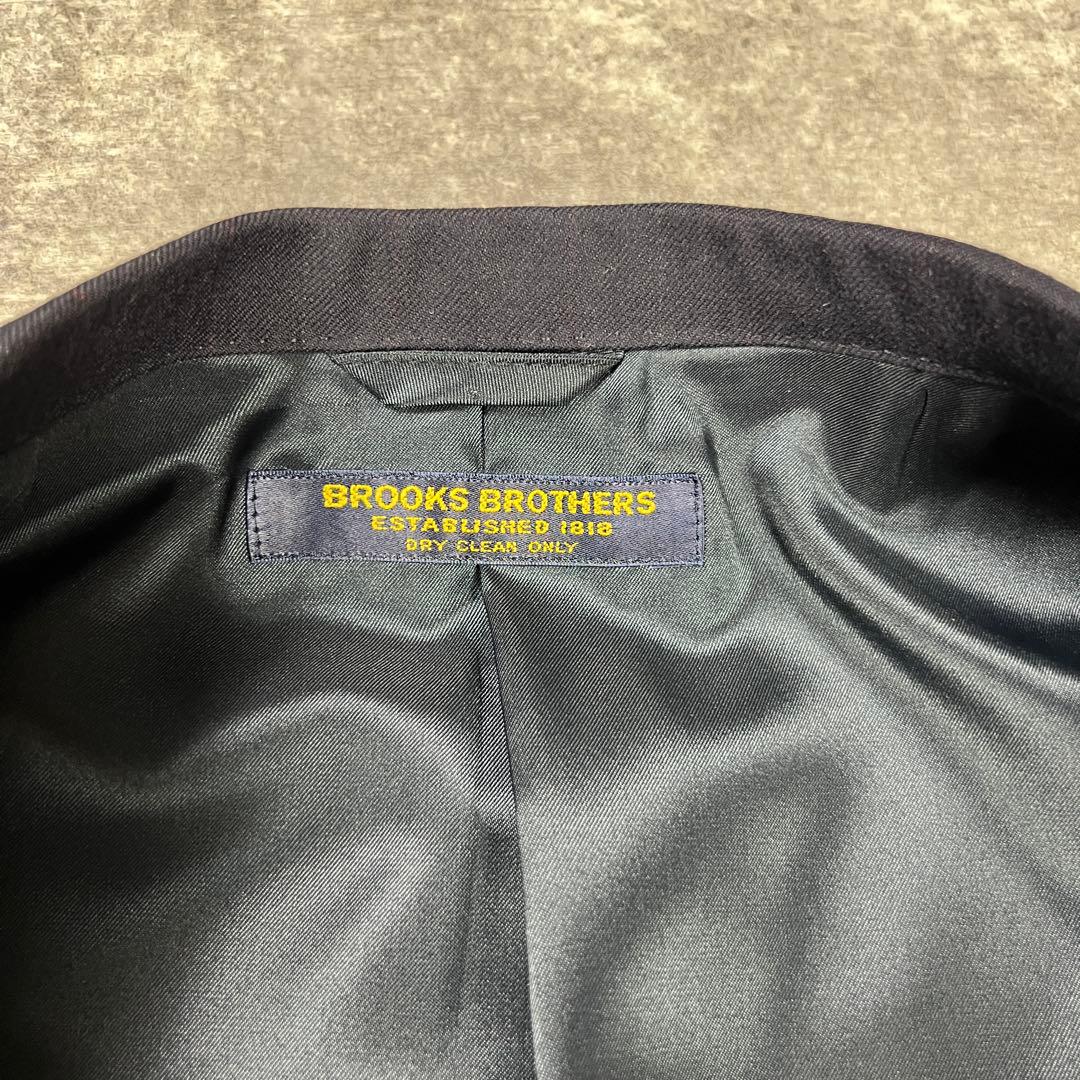 BROOKS BROTHERS
ESTABLISHED 1818
DRY CLEAN ONLY